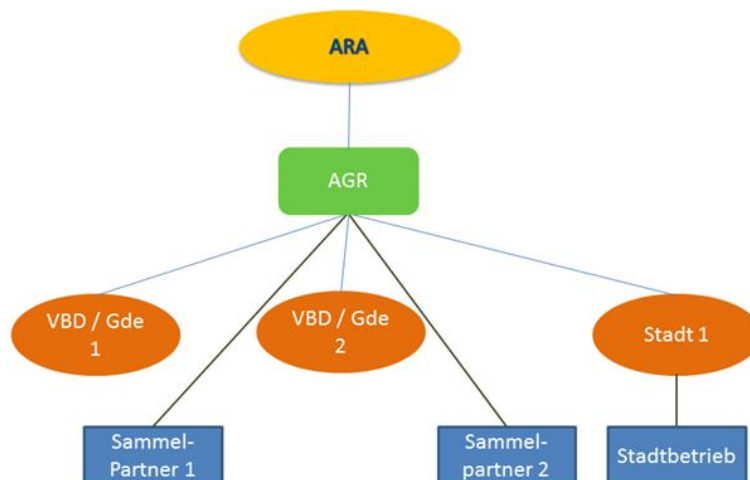 ARA
AGR
VBD / Gde
1
VBD / Gde
2
Stadt 1
Sammel-
Partner 1
Sammel-
partner 2
Stadtbetrieb